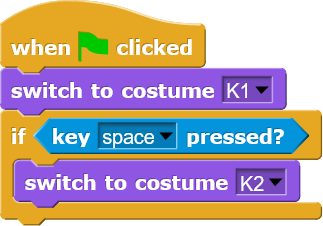 when clicked
switch to costume K1
if key space pressed?
switch to costume K2